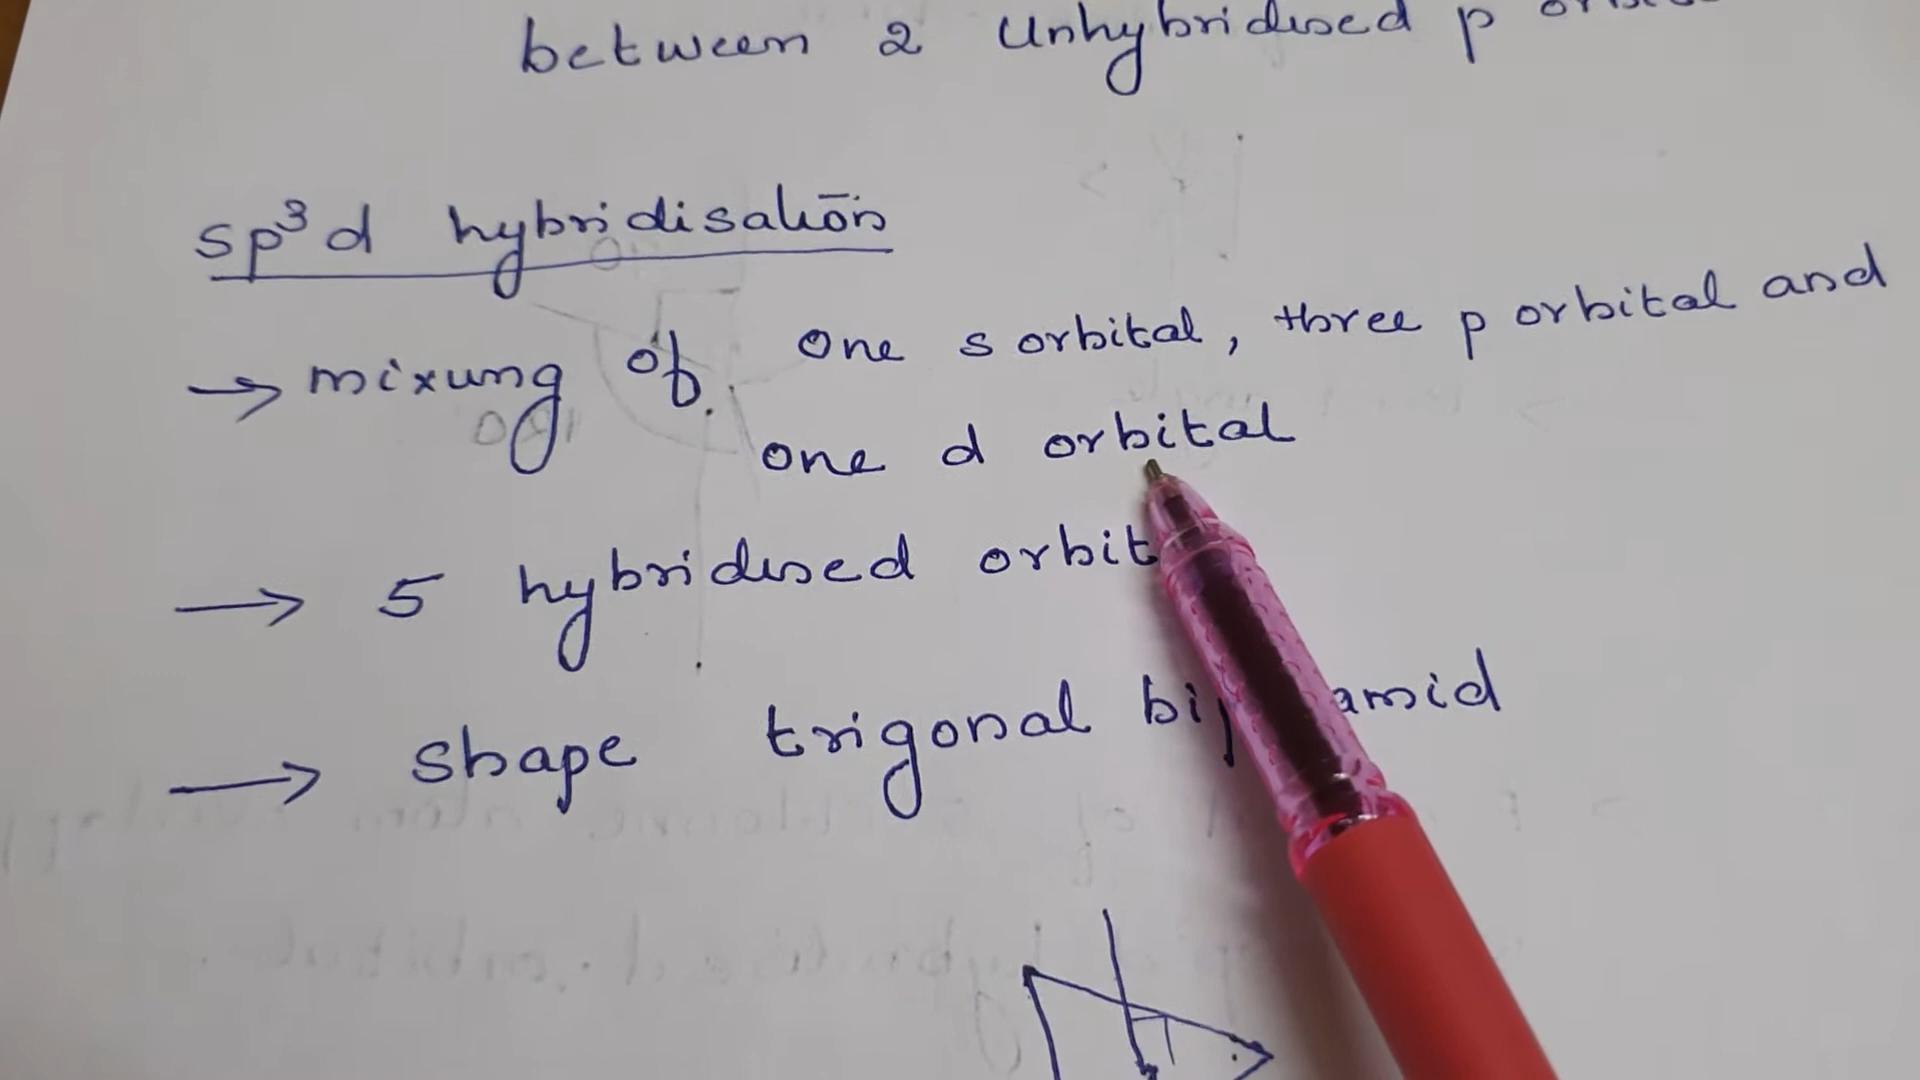 between 2 Unhybridised p
sp³d hybridisation
→ mixing of one s orbital, three p orbital and
one d orbital
→ 5 hybridised orbit
→ shape trigonal bi amid